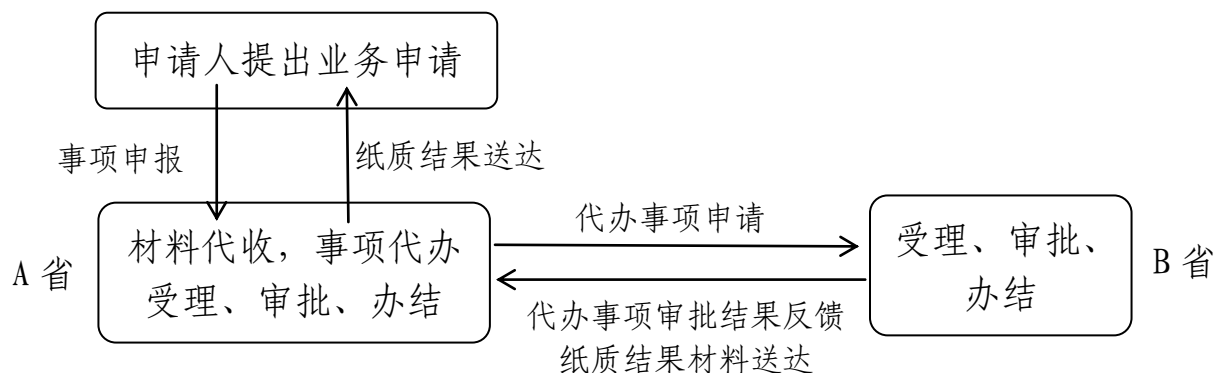 申请人提出业务申请
事项申报
纸质结果送达
A 省
材料代收，事项代办
受理、审批、办结
代办事项申请
代办事项审批结果反馈
纸质结果材料送达
受理、审批、
办结
B 省